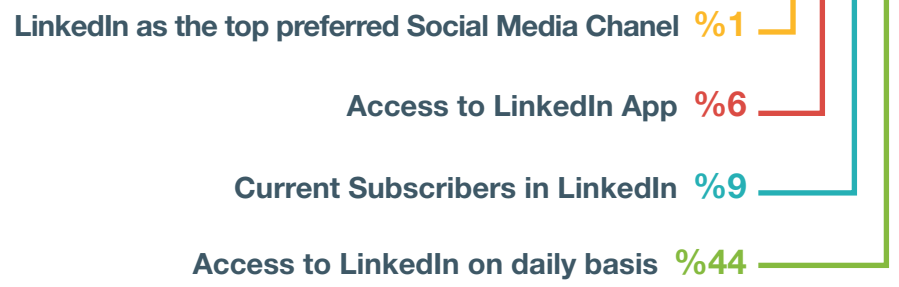 LinkedIn as the top preferred Social Media Chanel %1
Access to LinkedIn App %6
Current Subscribers in LinkedIn %9
Access to LinkedIn on daily basis %44